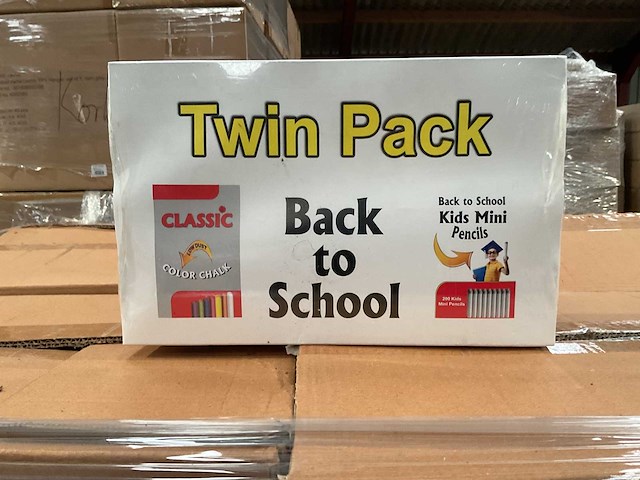 Twin Pack
CLASSIC
LOW DUST
COLOR CHALK
Back
to
School
Back to School
Kids Mini
Pencils
200 Kids
Mini Pencils